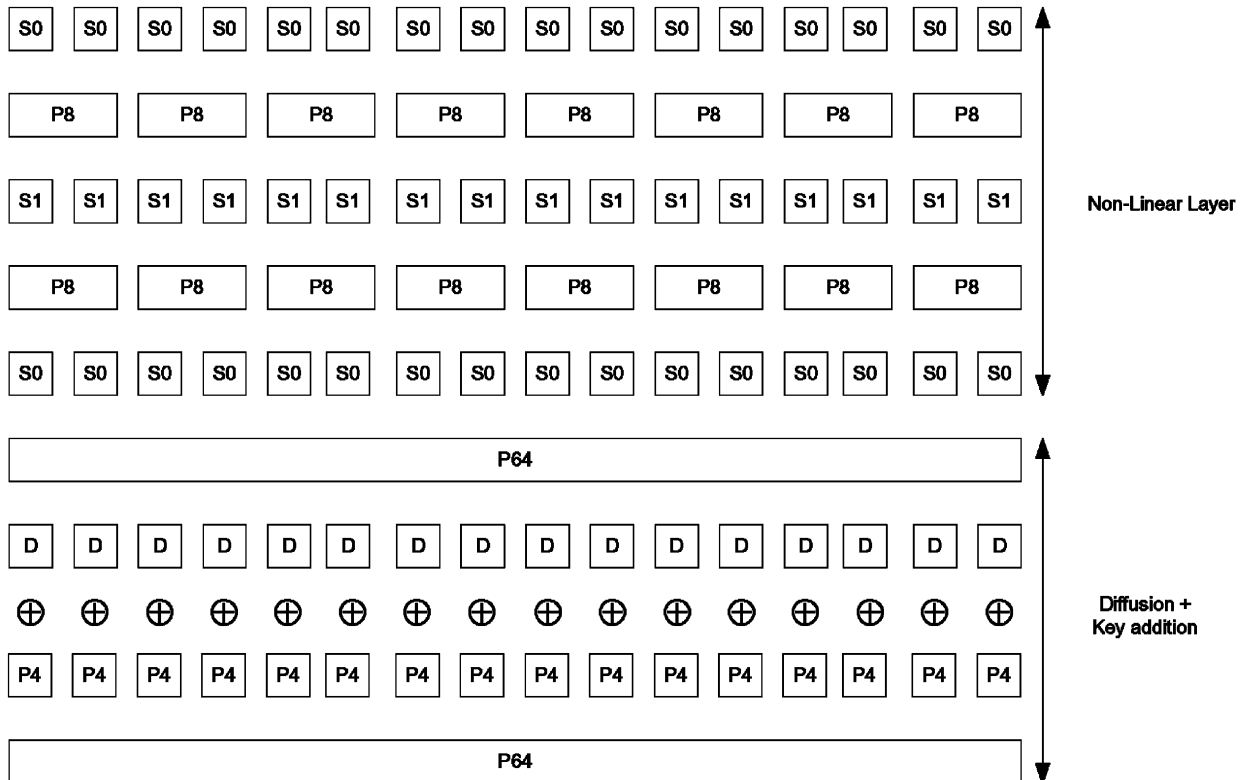 S0 S0 S0 S0 S0 S0 S0 S0 S0 S0 S0 S0 S0 S0 S0 S0
P8 P8 P8 P8 P8 P8 P8 P8
S1 S1 S1 S1 S1 S1 S1 S1 S1 S1 S1 S1 S1 S1 S1 S1
Non-Linear Layer
P8 P8 P8 P8 P8 P8 P8 P8
S0 S0 S0 S0 S0 S0 S0 S0 S0 S0 S0 S0 S0 S0 S0 S0
P64
D D D D D D D D D D D D D D D D
Diffusion +
Key addition
P4 P4 P4 P4 P4 P4 P4 P4 P4 P4 P4 P4 P4 P4 P4 P4
P64